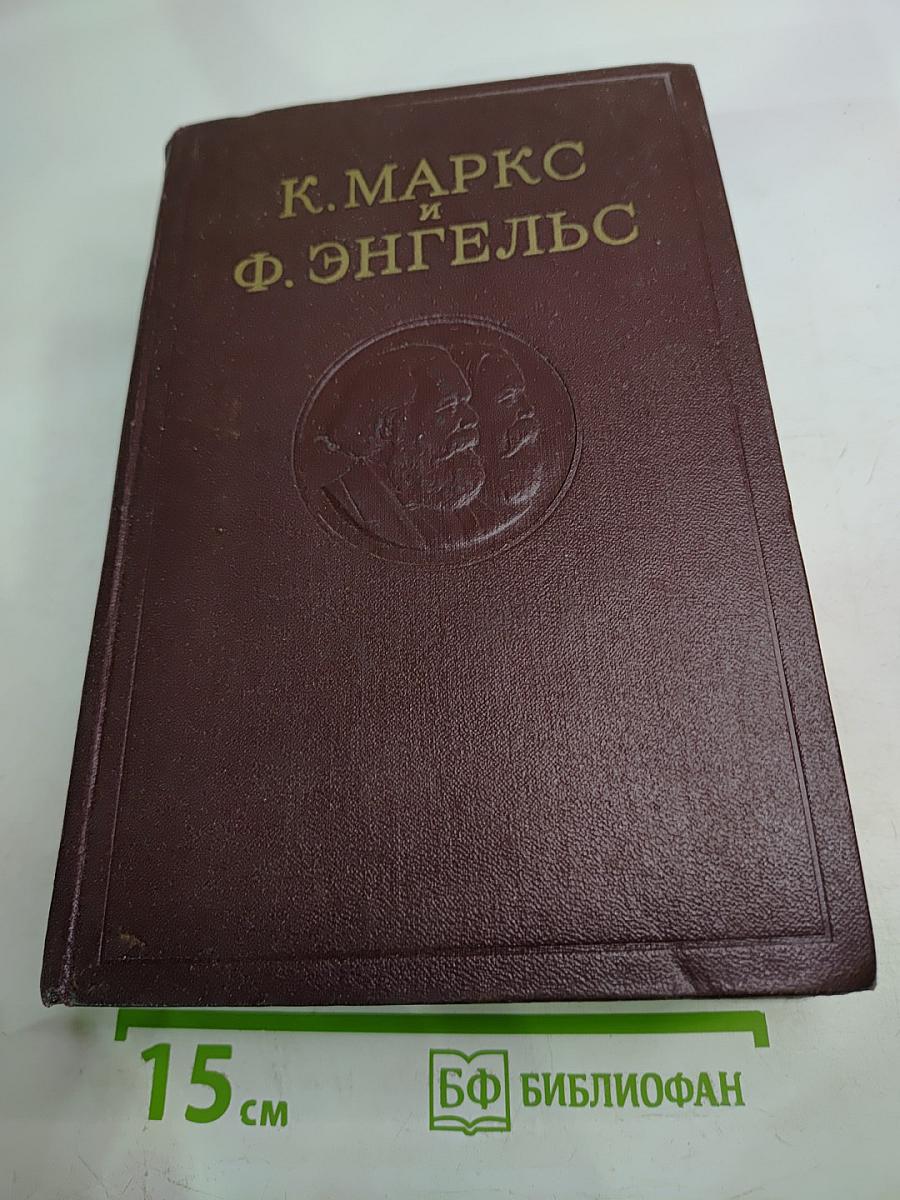 К. МАРКС
и
Ф. ЭНГЕЛЬС
15 см
БФ БИБЛИОФАН